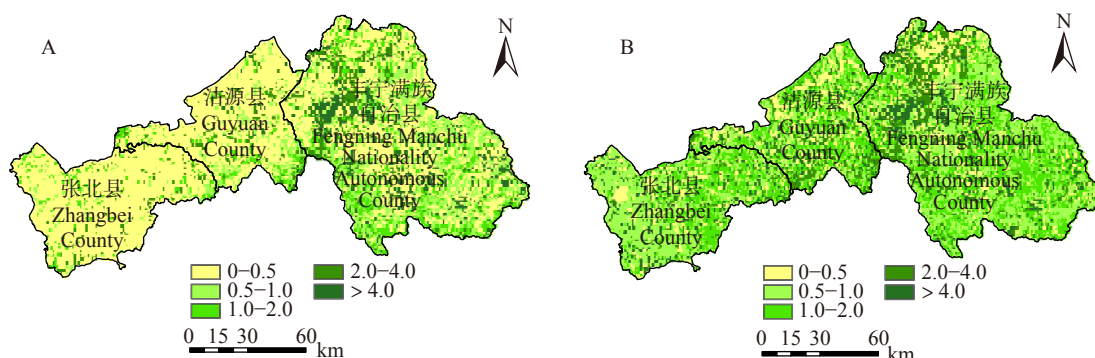 A
N
沽源县
Guyuan
County
丰宁满族
自治县
Fengning Manchu
Nationality
Autonomous
County
张北县
Zhangbei
County
0−0.5
0.5−1.0
1.0−2.0
2.0−4.0
> 4.0
0 15 30 60
km
B
N
沽源县
Guyuan
County
丰宁满族
自治县
Fengning Manchu
Nationality
Autonomous
County
张北县
Zhangbei
County
0−0.5
0.5−1.0
1.0−2.0
2.0−4.0
> 4.0
0 15 30 60
km